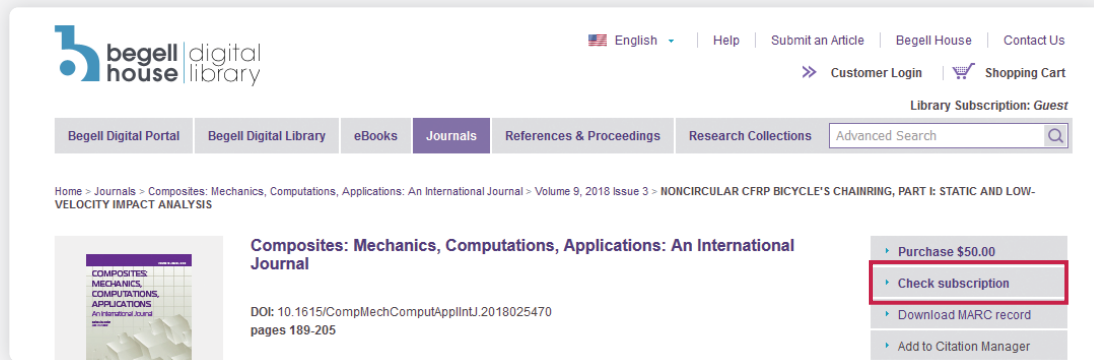 begell digital
house library
English Help Submit an Article Begell House Contact Us
Customer Login Shopping Cart
Library Subscription: Guest
Begell Digital Portal Begell Digital Library eBooks Journals References & Proceedings Research Collections Advanced Search
Home > Journals > Composites: Mechanics, Computations, Applications: An International Journal > Volume 9, 2018 Issue 3 > NONCIRCULAR CFRP BICYCLE'S CHAINRING, PART I: STATIC AND LOW-
VELOCITY IMPACT ANALYSIS
COMPOSITES:
MECHANICS,
COMPUTATIONS,
APPLICATIONS
An International Journal
Composites: Mechanics, Computations, Applications: An International
Journal
DOI: 10.1615/CompMechComputApplIntJ.2018025470
pages 189-205
Purchase $50.00
Check subscription
Download MARC record
Add to Citation Manager